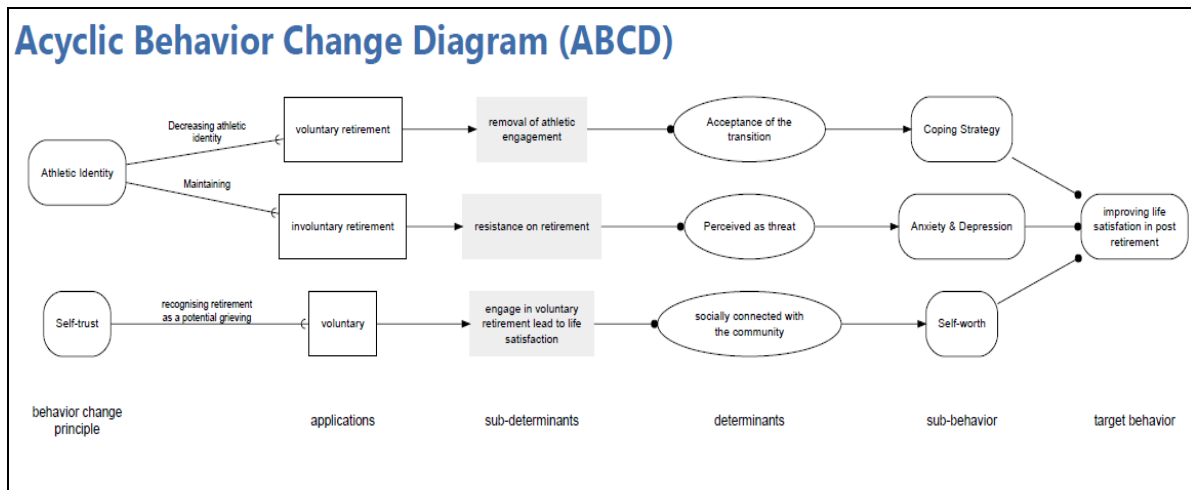 Acyclic Behavior Change Diagram (ABCD)
Decreasing athletic
identity
voluntary retirement
removal of athletic
engagement
Acceptance of the
transition
Coping Strategy
Athletic Identity
Maintaining
involuntary retirement
resistance on retirement
Perceived as threat
Anxiety & Depression
improving life
satisfaction in post
retirement
Self-trust
recognising retirement
as a potential grieving
voluntary
engage in voluntary
retirement lead to life
satisfaction
socially connected with
the community
Self-worth
behavior change
principle
applications
sub-determinants
determinants
sub-behavior
target behavior